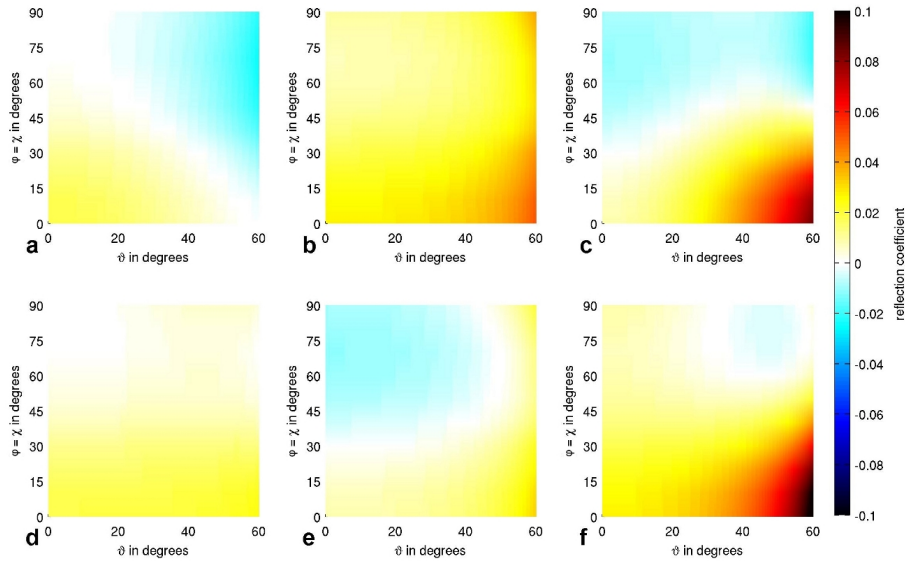 90
75
60
45
30
15
0
φ = χ in degrees
0 20 40 60
ϑ in degrees
a
90
75
60
45
30
15
0
φ = χ in degrees
0 20 40 60
ϑ in degrees
b
90
75
60
45
30
15
0
φ = χ in degrees
0 20 40 60
ϑ in degrees
c
90
75
60
45
30
15
0
φ = χ in degrees
0 20 40 60
ϑ in degrees
d
90
75
60
45
30
15
0
φ = χ in degrees
0 20 40 60
ϑ in degrees
e
90
75
60
45
30
15
0
φ = χ in degrees
0 20 40 60
ϑ in degrees
f
0.1
0.08
0.06
0.04
0.02
0
-0.02
-0.04
-0.06
-0.08
-0.1
reflection coefficient